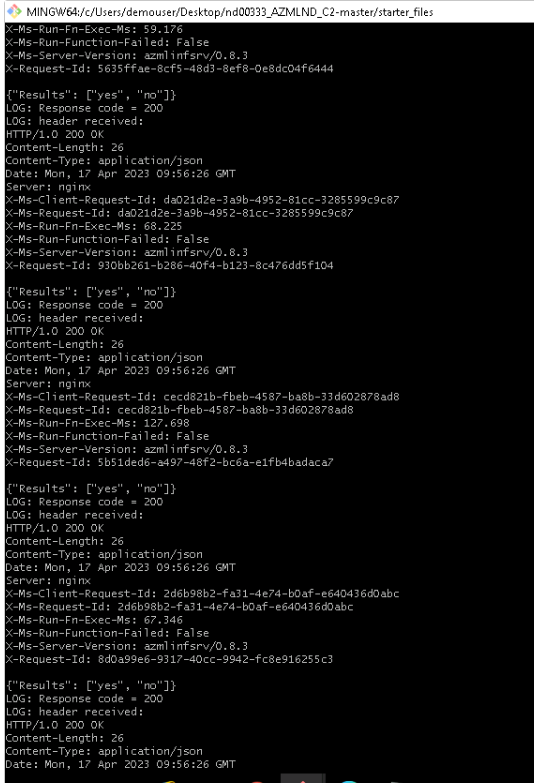 MINGW64:/c/Users/demouser/Desktop/nd00333_AZMLND_C2-master/starter_files
X-Ms-Run-Fn-Exec-Ms: 59.176
X-Ms-Run-Function-Failed: False
X-Ms-Server-Version: azmlinfsrv/0.8.3
X-Request-Id: 5635ffae-8cf5-48d3-8ef8-0e8dc04f6444
{"Results": ["yes", "no"]}
LOG: Response code = 200
LOG: header received:
HTTP/1.0 200 OK
Content-Length: 26
Content-Type: application/json
Date: Mon, 17 Apr 2023 09:56:26 GMT
Server: nginx
X-Ms-Client-Request-Id: da021d2e-3a9b-4952-81cc-3285599c9c87
X-Ms-Request-Id: da021d2e-3a9b-4952-81cc-3285599c9c87
X-Ms-Run-Fn-Exec-Ms: 68.225
X-Ms-Run-Function-Failed: False
X-Ms-Server-Version: azmlinfsrv/0.8.3
X-Request-Id: 930bb261-b286-40f4-b123-8c476dd5f104
{"Results": ["yes", "no"]}
LOG: Response code = 200
LOG: header received:
HTTP/1.0 200 OK
Content-Length: 26
Content-Type: application/json
Date: Mon, 17 Apr 2023 09:56:26 GMT
Server: nginx
X-Ms-Client-Request-Id: cecd821b-fbeb-4587-ba8b-33d602878ad8
X-Ms-Request-Id: cecd821b-fbeb-4587-ba8b-33d602878ad8
X-Ms-Run-Fn-Exec-Ms: 127.698
X-Ms-Run-Function-Failed: False
X-Ms-Server-Version: azmlinfsrv/0.8.3
X-Request-Id: 5b51ded6-a497-48f2-bc6a-e1fb4badaca7
{"Results": ["yes", "no"]}
LOG: Response code = 200
LOG: header received:
HTTP/1.0 200 OK
Content-Length: 26
Content-Type: application/json
Date: Mon, 17 Apr 2023 09:56:26 GMT
Server: nginx
X-Ms-Client-Request-Id: 2d6b98b2-fa31-4e74-b0af-e640436d0abc
X-Ms-Request-Id: 2d6b98b2-fa31-4e74-b0af-e640436d0abc
X-Ms-Run-Fn-Exec-Ms: 67.346
X-Ms-Run-Function-Failed: False
X-Ms-Server-Version: azmlinfsrv/0.8.3
X-Request-Id: 8d0a99e6-9317-40cc-9942-fc8e916255c3
{"Results": ["yes", "no"]}
LOG: Response code = 200
LOG: header received:
HTTP/1.0 200 OK
Content-Length: 26
Content-Type: application/json
Date: Mon, 17 Apr 2023 09:56:26 GMT